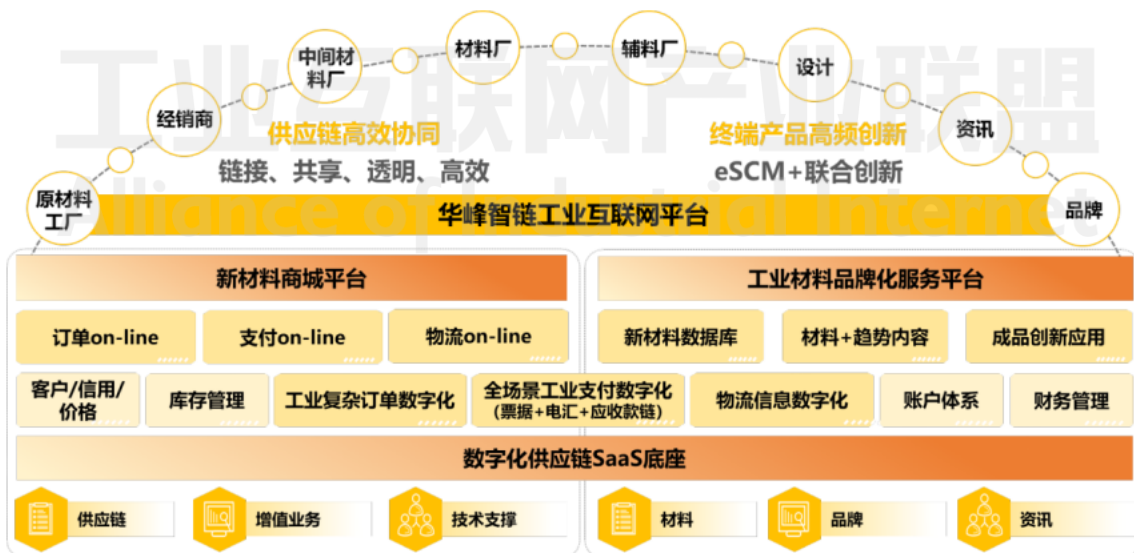 工业互联网产业联盟
Alliance of Industrial Internet
原材料
工厂
经销商
中间材
料厂
材料厂
辅料厂
设计
资讯
品牌
供应链高效协同
链接、共享、透明、高效
终端产品高频创新
eSCM+联合创新
华峰智链工业互联网平台
新材料商城平台
工业材料品牌化服务平台
订单on-line
支付on-line
物流on-line
新材料数据库
材料+趋势内容
成品创新应用
客户/信用/
价格
库存管理
工业复杂订单数字化
全场景工业支付数字化
(票据+电汇+应收款链)
物流信息数字化
账户体系
财务管理
数字化供应链SaaS底座
供应链
增值业务
技术支撑
材料
品牌
资讯